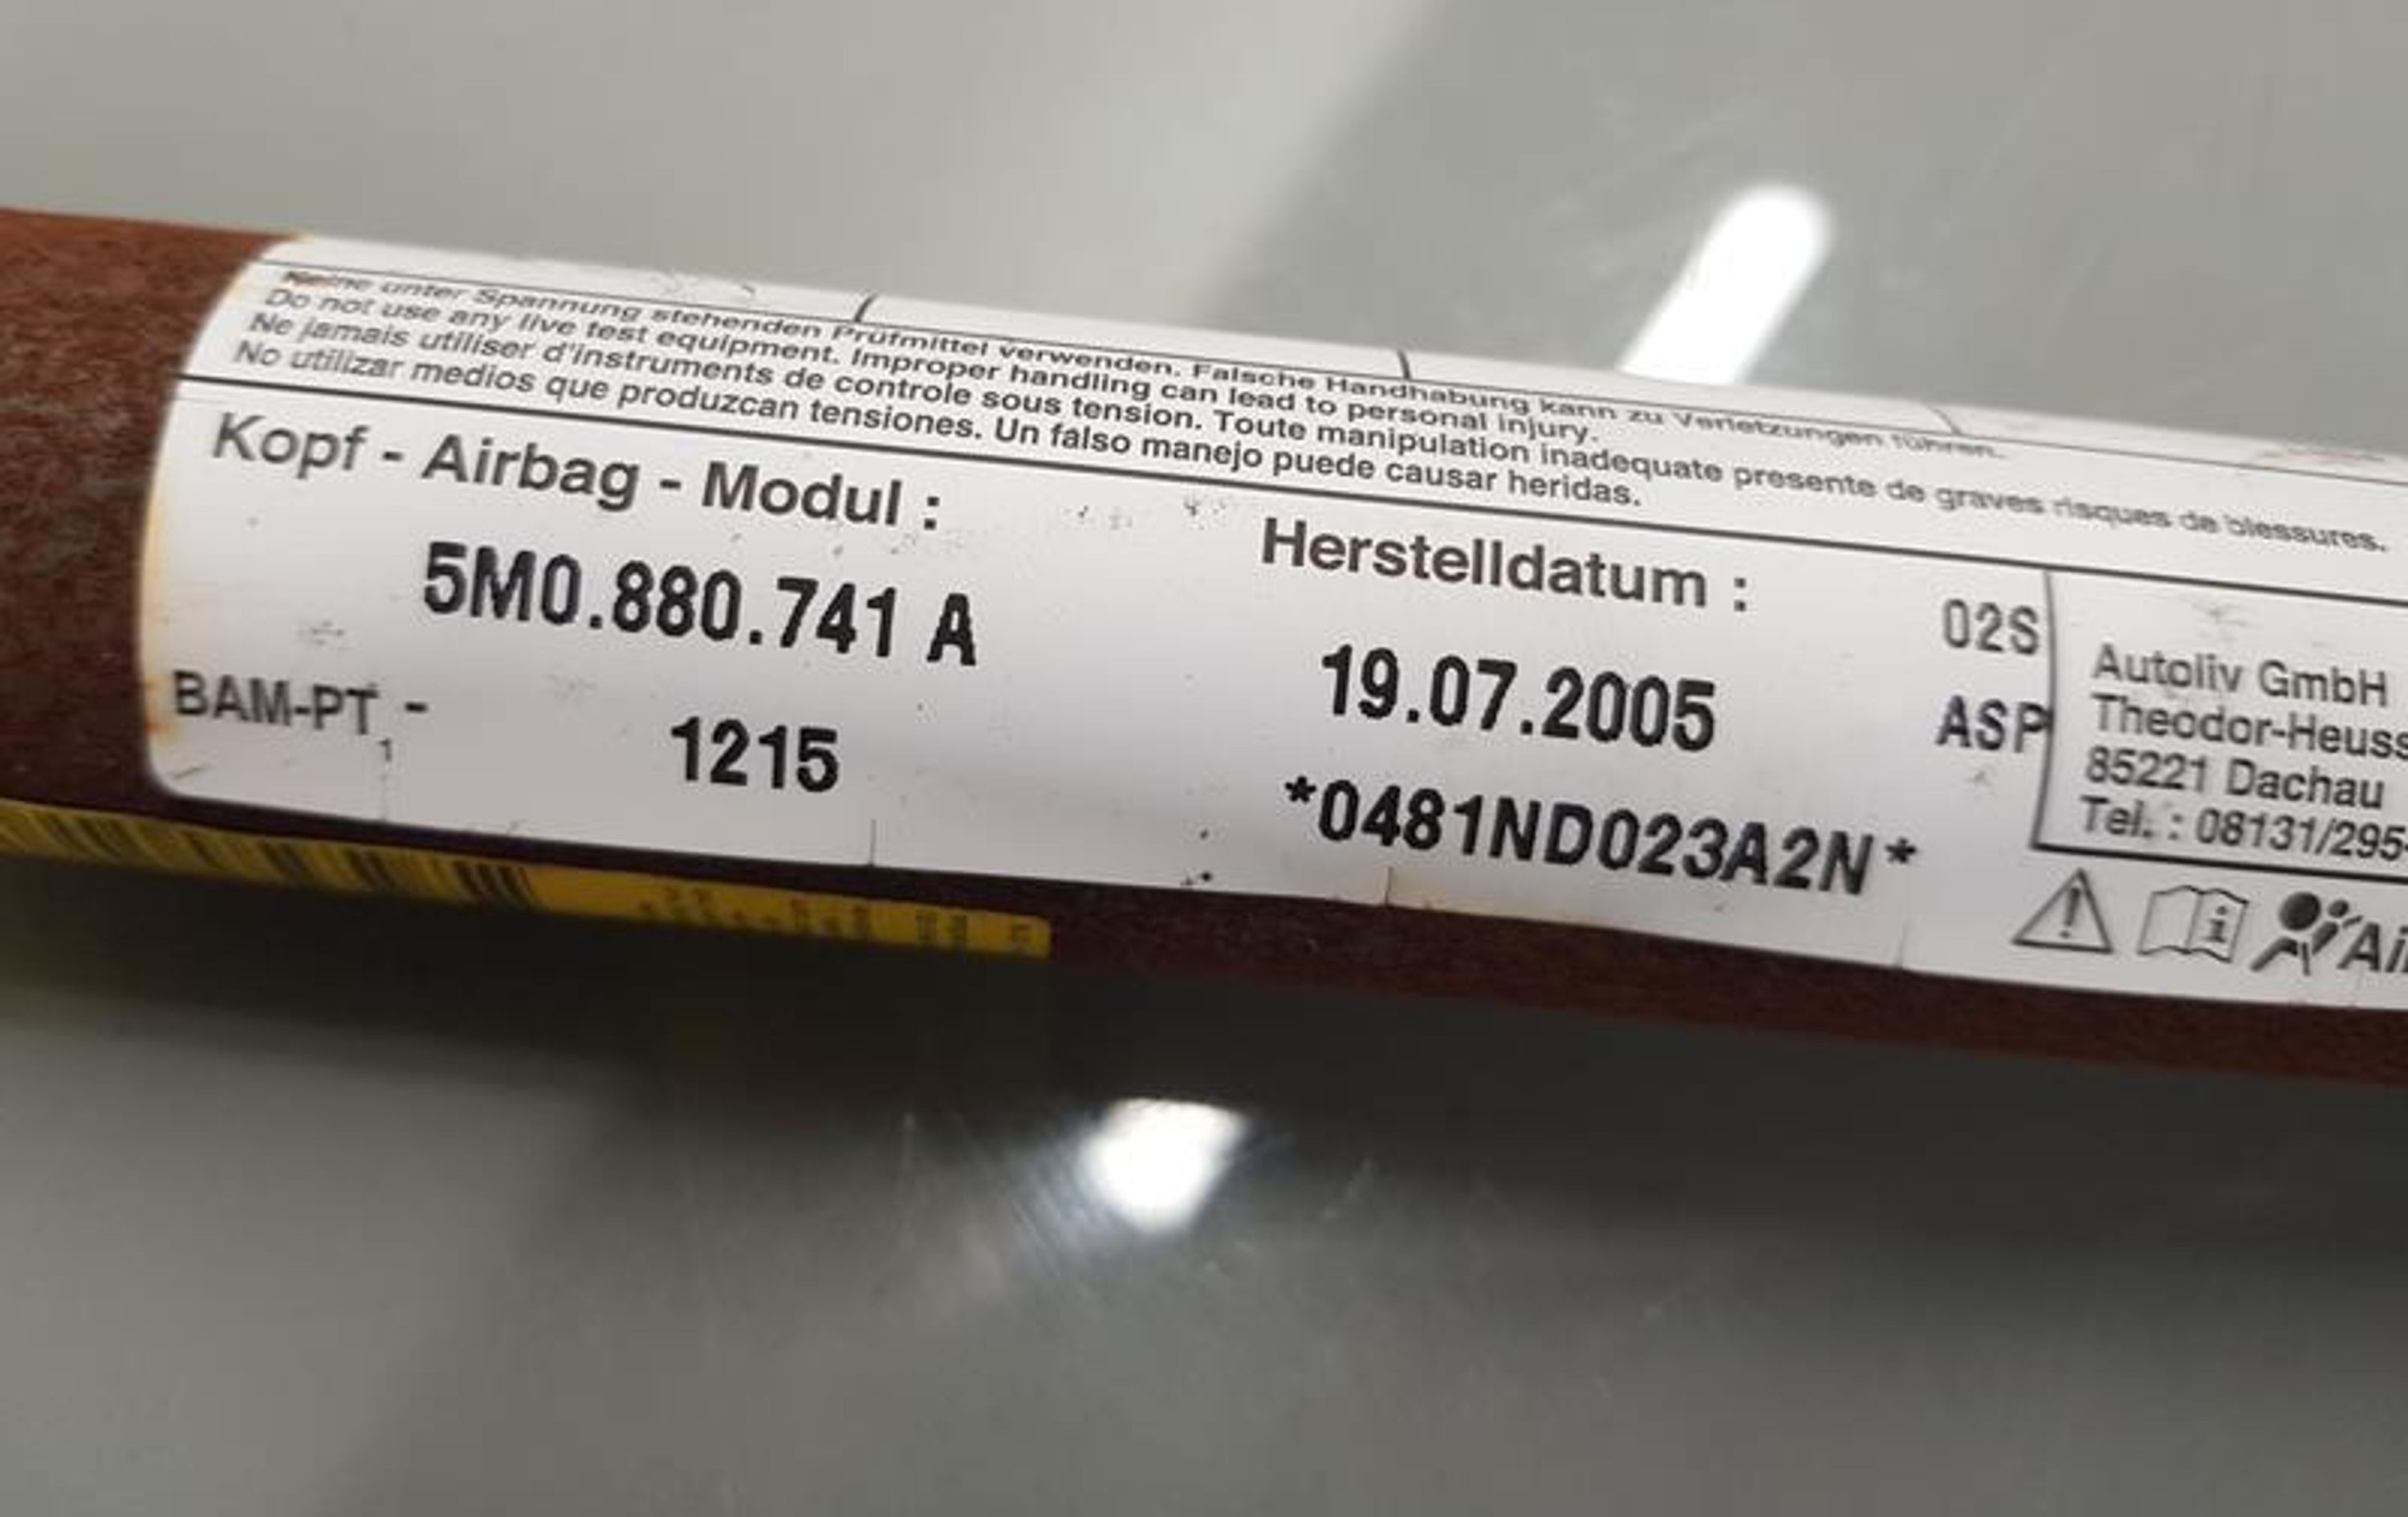 Keine unter Spannung stehenden Prüfmittel verwenden. Falsche Handhabung kann zu Verletzungen führen.
Do not use any live test equipment. Improper handling can lead to personal injury.
Ne jamais utiliser d'instruments de controle sous tension. Toute manipulation inadequate presente de graves risques de blessures.
No utilizar medios que produzcan tensiones. Un falso manejo puede causar heridas.
Kopf - Airbag - Modul :
5M0.880.741 A
BAM-PT1 -
1215
Herstelldatum :
19.07.2005
*0481ND023A2N*
02S
ASP
Autoliv GmbH
Theodor-Heuss
85221 Dachau
Tel. : 08131/295-
Ai